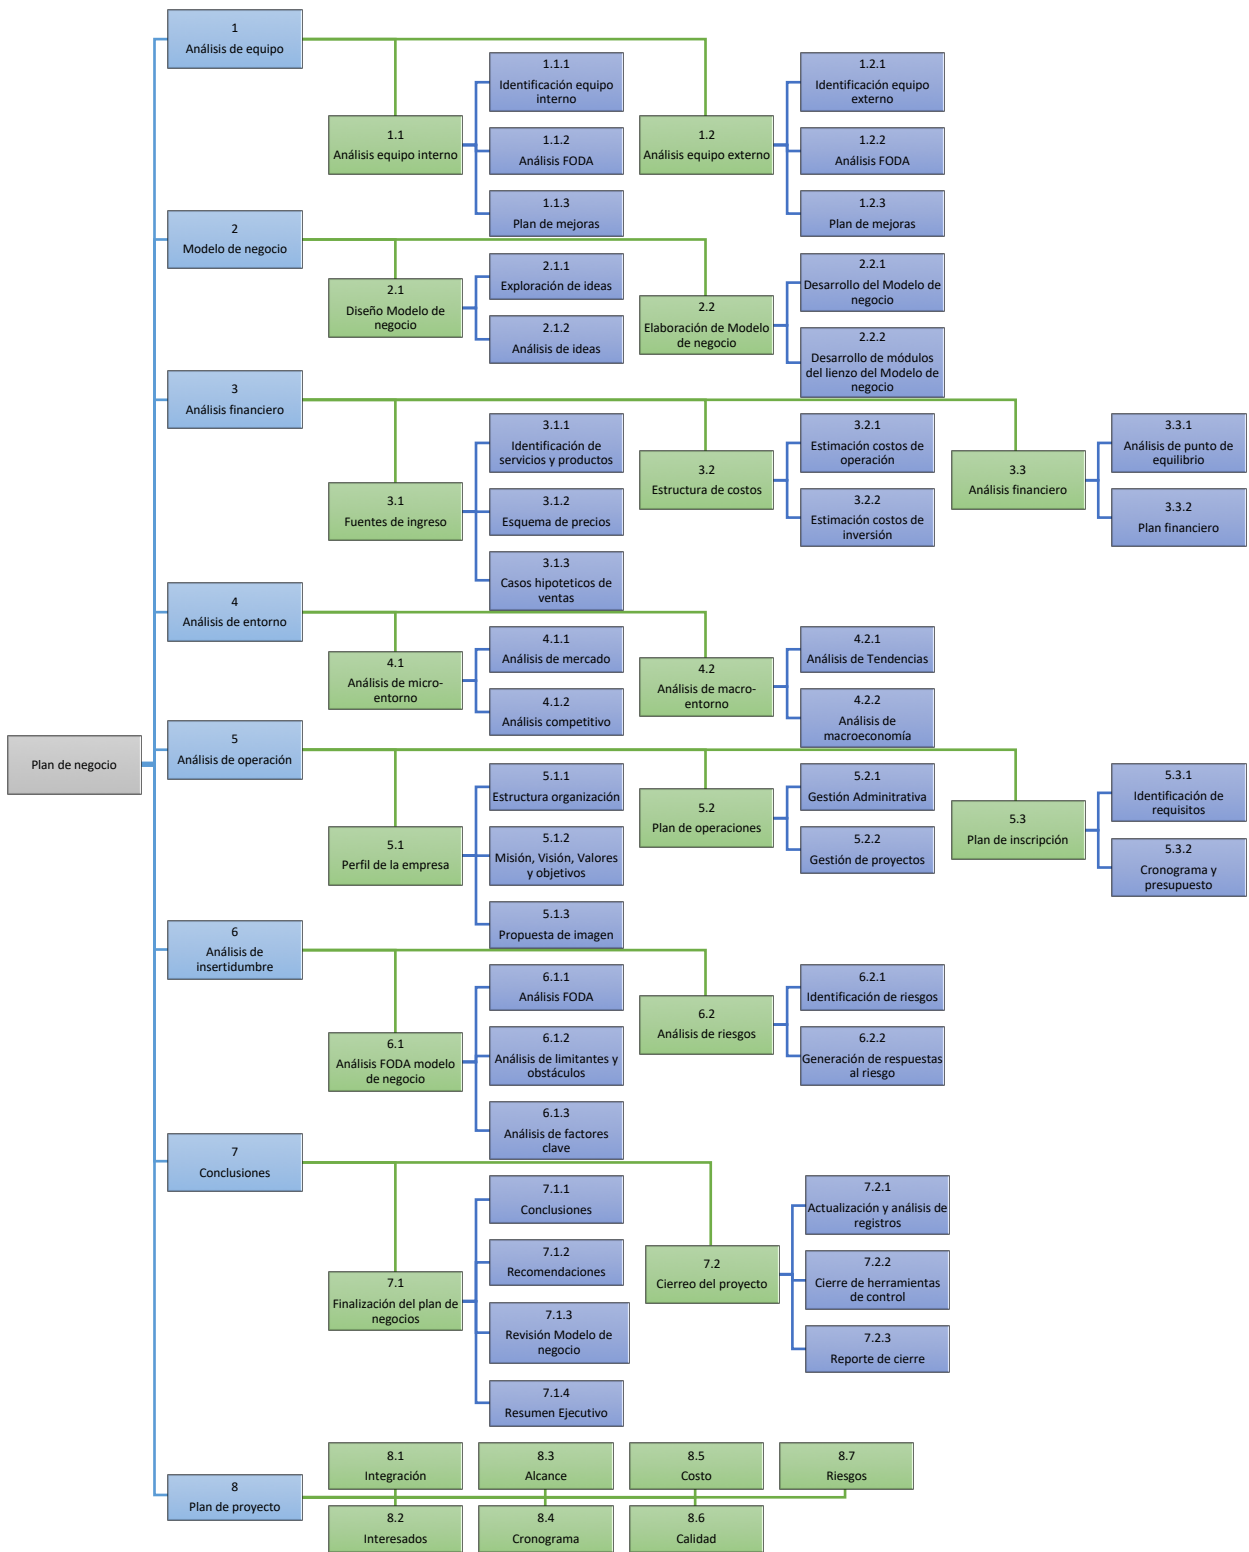 1
Análisis de equipo
1.1
Análisis equipo interno
1.1.1
Identificación equipo
interno
1.1.2
Análisis FODA
1.1.3
Plan de mejoras
1.2
Análisis equipo externo
1.2.1
Identificación equipo
externo
1.2.2
Análisis FODA
1.2.3
Plan de mejoras
2
Modelo de negocio
2.1
Diseño Modelo de
negocio
2.1.1
Exploración de ideas
2.1.2
Análisis de ideas
2.2
Elaboración de Modelo
de negocio
2.2.1
Desarrollo del Modelo de
negocio
2.2.2
Desarrollo de módulos
del lienzo del Modelo de
negocio
3
Análisis financiero
3.1
Fuentes de ingreso
3.1.1
Identificación de
servicios y productos
3.1.2
Esquema de precios
3.1.3
Casos hipoteticos de
ventas
3.2
Estructura de costos
3.2.1
Estimación costos de
operación
3.2.2
Estimación costos de
inversión
3.3
Análisis financiero
3.3.1
Análisis de punto de
equilibrio
3.3.2
Plan financiero
4
Análisis de entorno
4.1
Análisis de micro-
entorno
4.1.1
Análisis de mercado
4.1.2
Análisis competitivo
4.2
Análisis de macro-
entorno
4.2.1
Análisis de Tendencias
4.2.2
Análisis de
macroeconomía
Plan de negocio
5
Análisis de operación
5.1
Perfil de la empresa
5.1.1
Estructura organización
5.1.2
Misión, Visión, Valores
y objetivos
5.1.3
Propuesta de imagen
5.2
Plan de operaciones
5.2.1
Gestión Adminitrativa
5.2.2
Gestión de proyectos
5.3
Plan de inscripción
5.3.1
Identificación de
requisitos
5.3.2
Cronograma y
presupuesto
6
Análisis de
insertidumbre
6.1
Análisis FODA modelo
de negocio
6.1.1
Análisis FODA
6.1.2
Análisis de limitantes y
obstáculos
6.1.3
Análisis de factores
clave
6.2
Análisis de riesgos
6.2.1
Identificación de riesgos
6.2.2
Generación de respuestas
al riesgo
7
Conclusiones
7.1
Finalización del plan de
negocios
7.1.1
Conclusiones
7.1.2
Recomendaciones
7.1.3
Revisión Modelo de
negocio
7.1.4
Resumen Ejecutivo
7.2
Cierreo del proyecto
7.2.1
Actualización y análisis de
registros
7.2.2
Cierre de herramientas
de control
7.2.3
Reporte de cierre
8
Plan de proyecto
8.1
Integración
8.2
Interesados
8.3
Alcance
8.4
Cronograma
8.5
Costo
8.6
Calidad
8.7
Riesgos